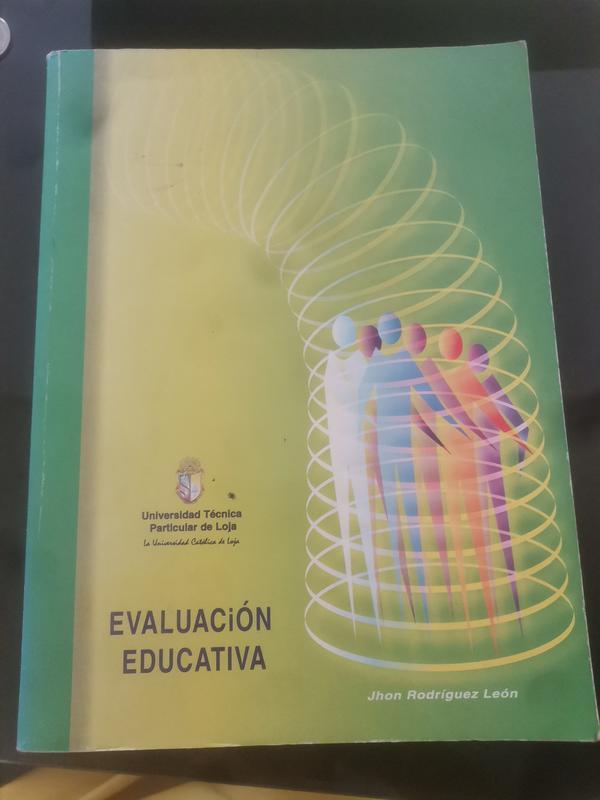 Universidad Técnica
Particular de Loja
La Universidad Católica de Loja
EVALUACiÓN
EDUCATIVA
Jhon Rodríguez León